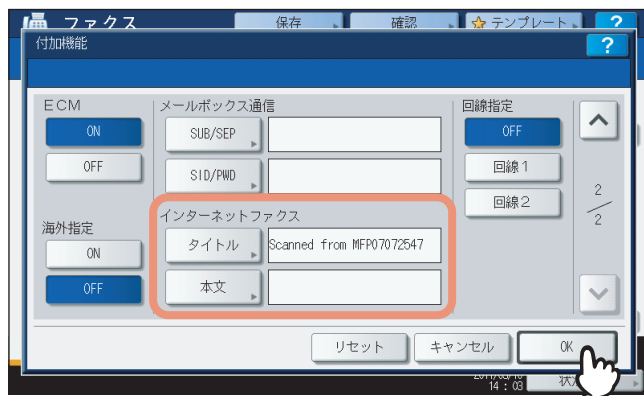 ファクス
保存
確認
テンプレート
?
付加機能
?
ECM
ON
OFF
海外指定
ON
OFF
メールボックス通信
SUB/SEP
SID/PWD
インターネットファクス
タイトル
Scanned from MFP07072547
本文
回線指定
OFF
回線1
回線2
2
2
リセット
キャンセル
OK
14:03